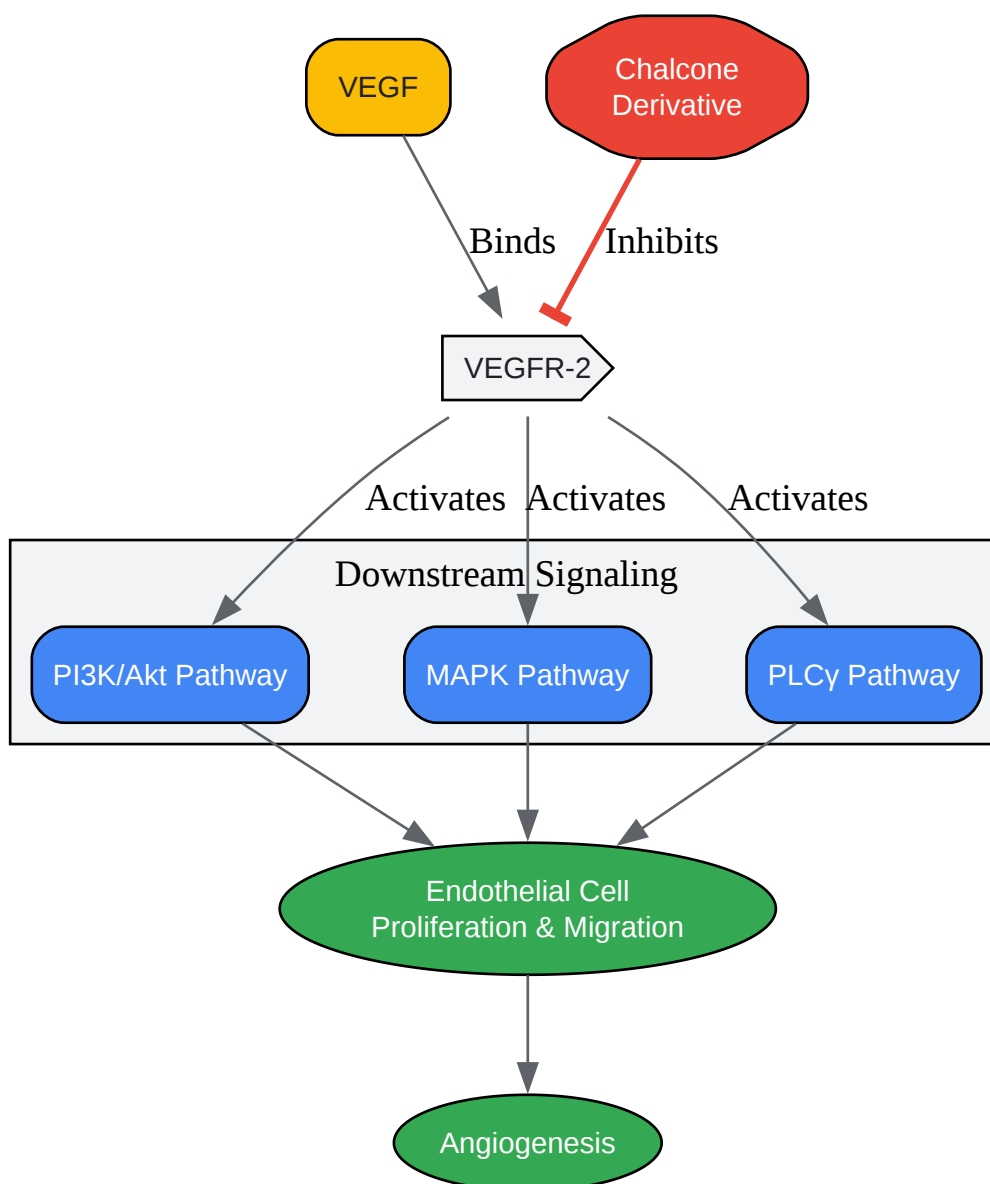 VEGF
Chalcone
Derivative
Binds
Inhibits
VEGFR-2
Activates
Activates
Activates
Downstream Signaling
PI3K/Akt Pathway
MAPK Pathway
PLCγ Pathway
Endothelial Cell
Proliferation & Migration
Angiogenesis